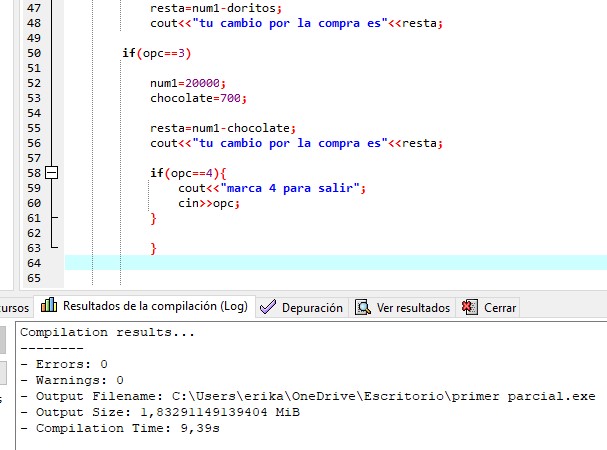 47 resta=num1-doritos;
48 cout<<"tu cambio por la compra es"<<resta;
49
50 if(opc==3)
51
52 num1=20000;
53 chocolate=700;
54
55 resta=num1-chocolate;
56 cout<<"tu cambio por la compra es"<<resta;
57
58 if(opc==4){
59 cout<<"marca 4 para salir";
60 cin>>opc;
61 }
62
63 }
64
65
cursos Resultados de la compilación (Log) Depuración Ver resultados Cerrar
Compilation results...
--------
- Errors: 0
- Warnings: 0
- Output Filename: C:\Users\erika\OneDrive\Escritorio\primer parcial.exe
- Output Size: 1,83291149139404 MiB
- Compilation Time: 9,39s